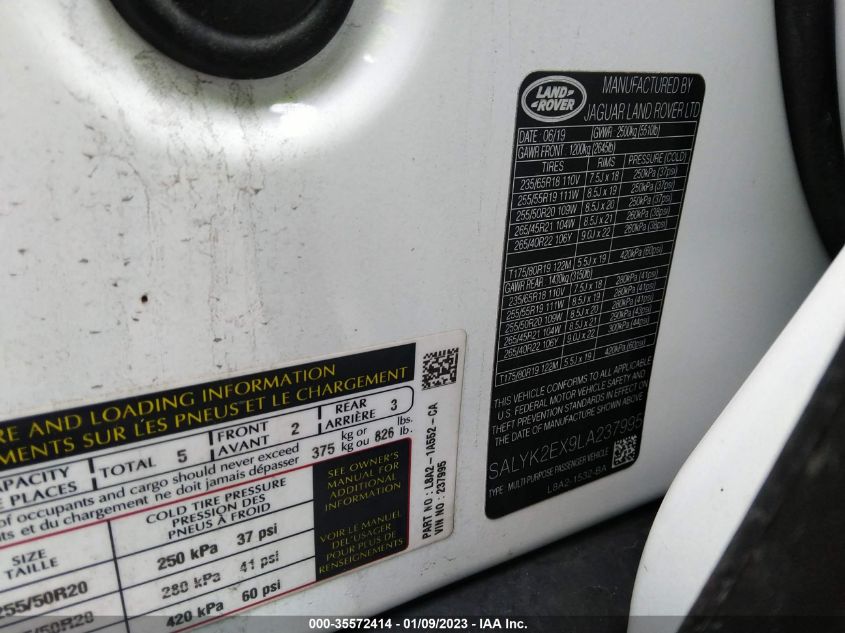 LAND-
-ROVER
MANUFACTURED BY
JAGUAR LAND ROVER LTD
DATE 06/19 GVWR 2500kg (5510lb)
GAWR FRONT 1200kg (2645lb)
TIRES RIMS PRESSURE (COLD)
235/65R18 110V 7.5J x 18 250kPa (37psi)
255/55R19 111W 8.5J x 19 250kPa (37psi)
255/50R20 109W 8.5J x 20 250kPa (37psi)
265/45R21 104W 8.5J x 21 260kPa (38psi)
265/40R22 106Y 9.0J x 22 260kPa (38psi)
T175/80R19 122M 5.5J x 19 420kPa (60psi)
GAWR REAR 1430kg (3150lb)
235/65R18 110V 7.5J x 18 280kPa (41psi)
255/55R19 111W 8.5J x 19 280kPa (41psi)
255/50R20 109W 8.5J x 20 280kPa (41psi)
265/45R21 104W 8.5J x 21 290kPa (43psi)
265/40R22 106Y 9.0J x 22 300kPa (44psi)
T175/80R19 122M 5.5J x 19 420kPa (60psi)
THIS VEHICLE CONFORMS TO ALL APPLICABLE
U.S. FEDERAL MOTOR VEHICLE SAFETY AND
THEFT PREVENTION STANDARDS IN EFFECT ON
THE DATE OF MANUFACTURE SHOWN ABOVE
SALYK2EX9LA237995
TYPE MULTI-PURPOSE PASSENGER VEHICLE
L8A2-1532-BA
RE AND LOADING INFORMATION
EMENTS SUR LES PNEUS ET LE CHARGEMENT
CAPACITY
E PLACES
TOTAL 5
FRONT
AVANT 2
REAR
ARRIÈRE 3
of occupants and cargo should never exceed
nts et du chargement ne doit jamais dépasser
375 kg or
kg ou 826 lbs.
lb.
SIZE
TAILLE
COLD TIRE PRESSURE
PRESSION DES
PNEUS À FROID
255/50R20
250 kPa 37 psi
/50R20
280 kPa 41 psi
420 kPa 60 psi
SEE OWNER'S
MANUAL FOR
ADDITIONAL
INFORMATION
VOIR LE MANUEL
DE L'USAGER
POUR PLUS DE
RENSEIGNEMENTS
PART NO : L8A2-1A552-CA
VIN NO : 237995
000-35572414 - 01/09/2023 - IAA Inc.